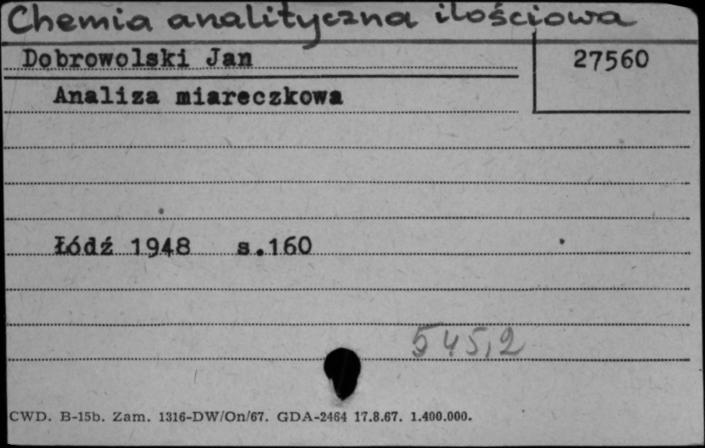 Chemia analityczna ilościowa
Dobrowolski Jan 27560
Analiza miareczkowa
Łódź 1948 s.160
545,2
CWD. B-15b. Zam. 1316-DW/On/67. GDA-2464 17.8.67. 1.400.000.